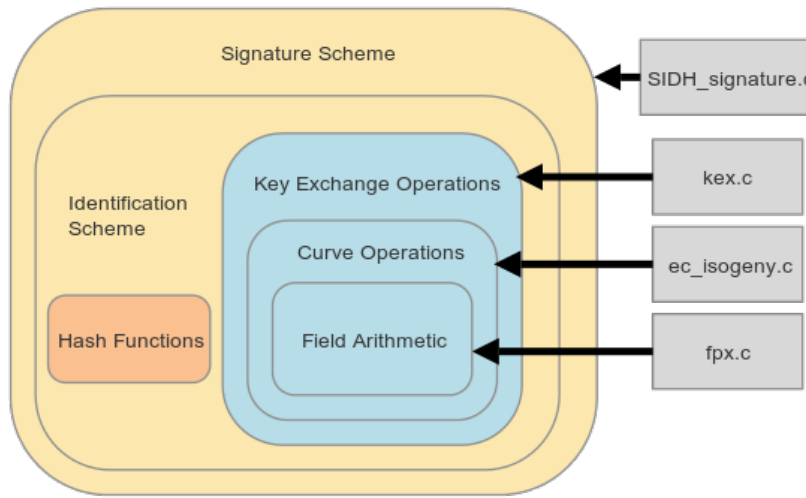 Signature Scheme
SIDH_signature.c
Key Exchange Operations
kex.c
Identification
Scheme
Curve Operations
ec_isogeny.c
Hash Functions
Field Arithmetic
fpx.c